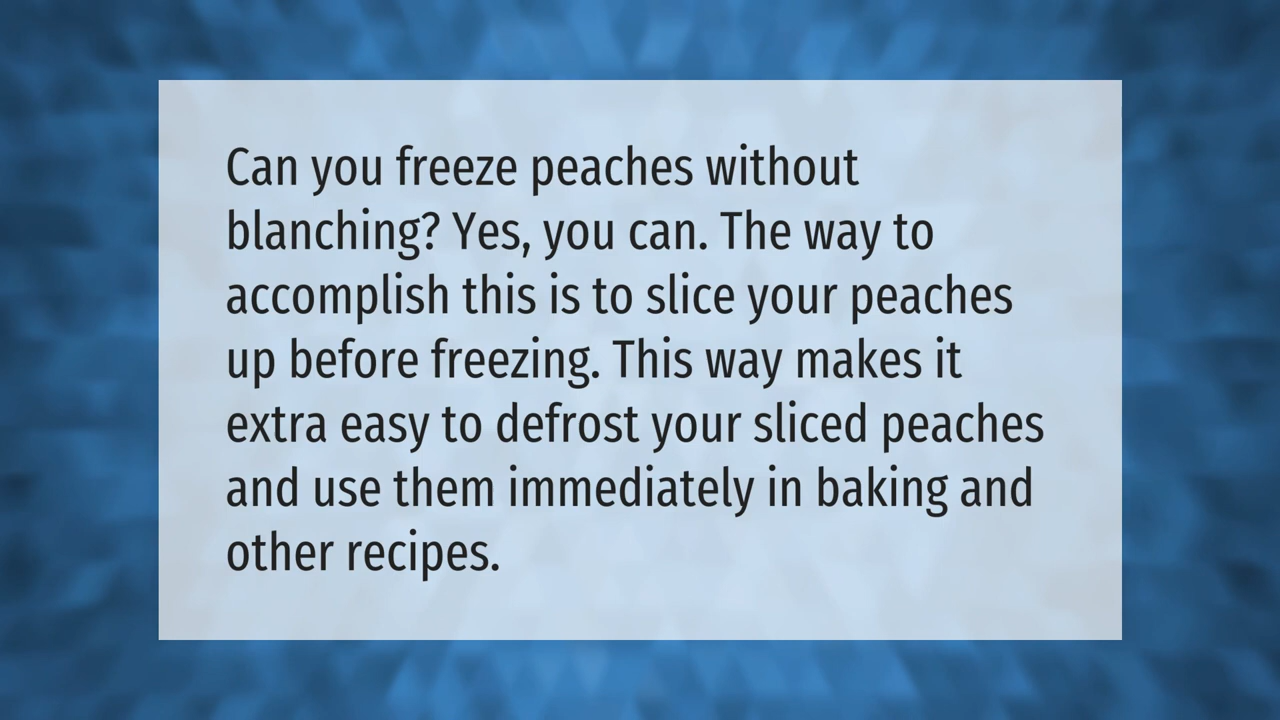 Can you freeze peaches without
blanching? Yes, you can. The way to
accomplish this is to slice your peaches
up before freezing. This way makes it
extra easy to defrost your sliced peaches
and use them immediately in baking and
other recipes.